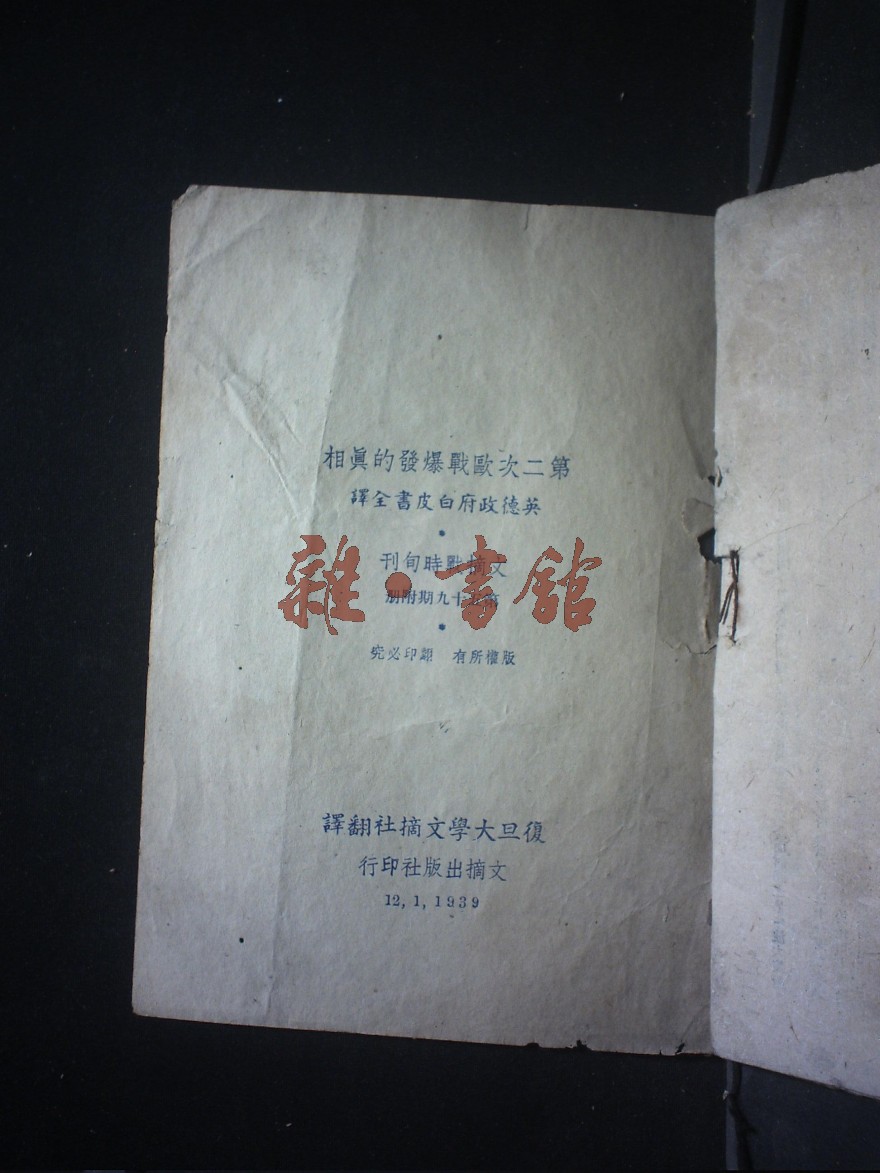 第二次歐戰爆發的眞相
英德政府白皮書全譯
文摘戰時旬刊
十九期附册
版權所有 翻印必究
復旦大學文摘社翻譯
文摘出版社印行
12, 1, 1939
雜·書舘